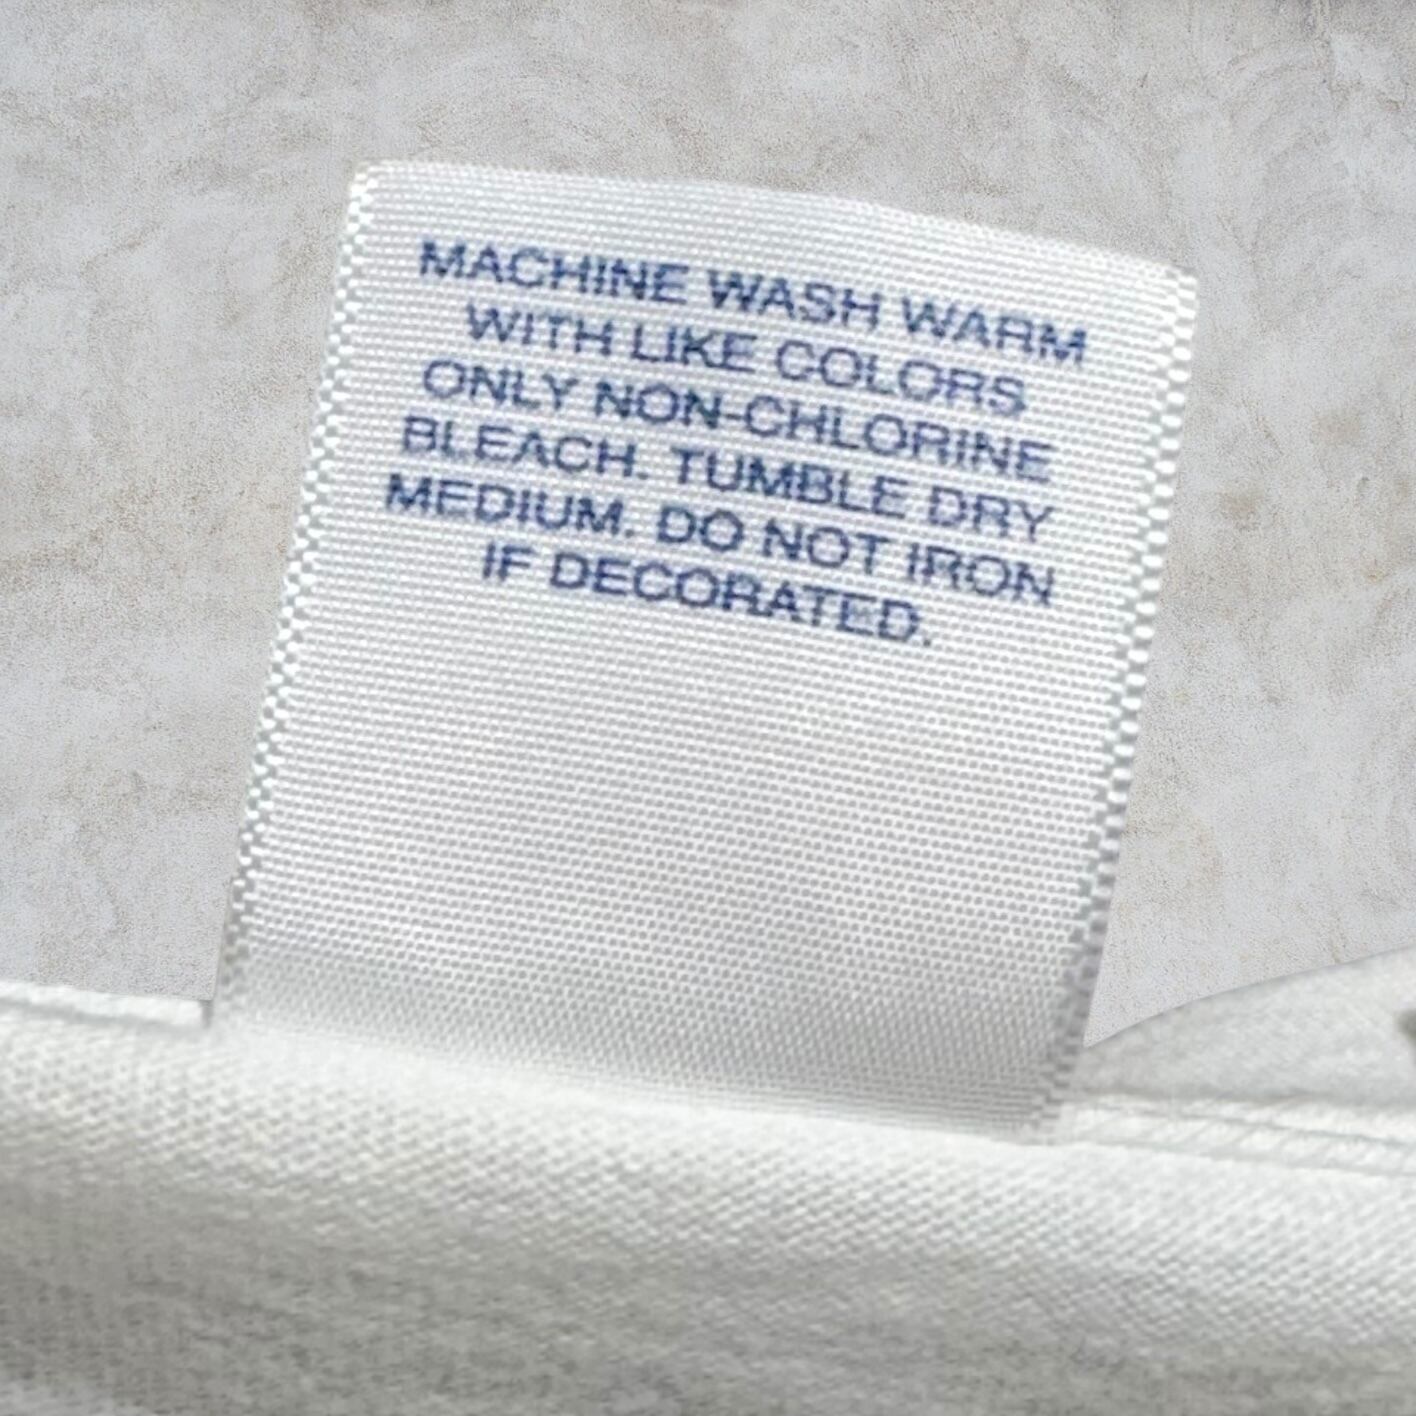 MACHINE WASH WARM
WITH LIKE COLORS
ONLY NON-CHLORINE
BLEACH. TUMBLE DRY
MEDIUM. DO NOT IRON
IF DECORATED.